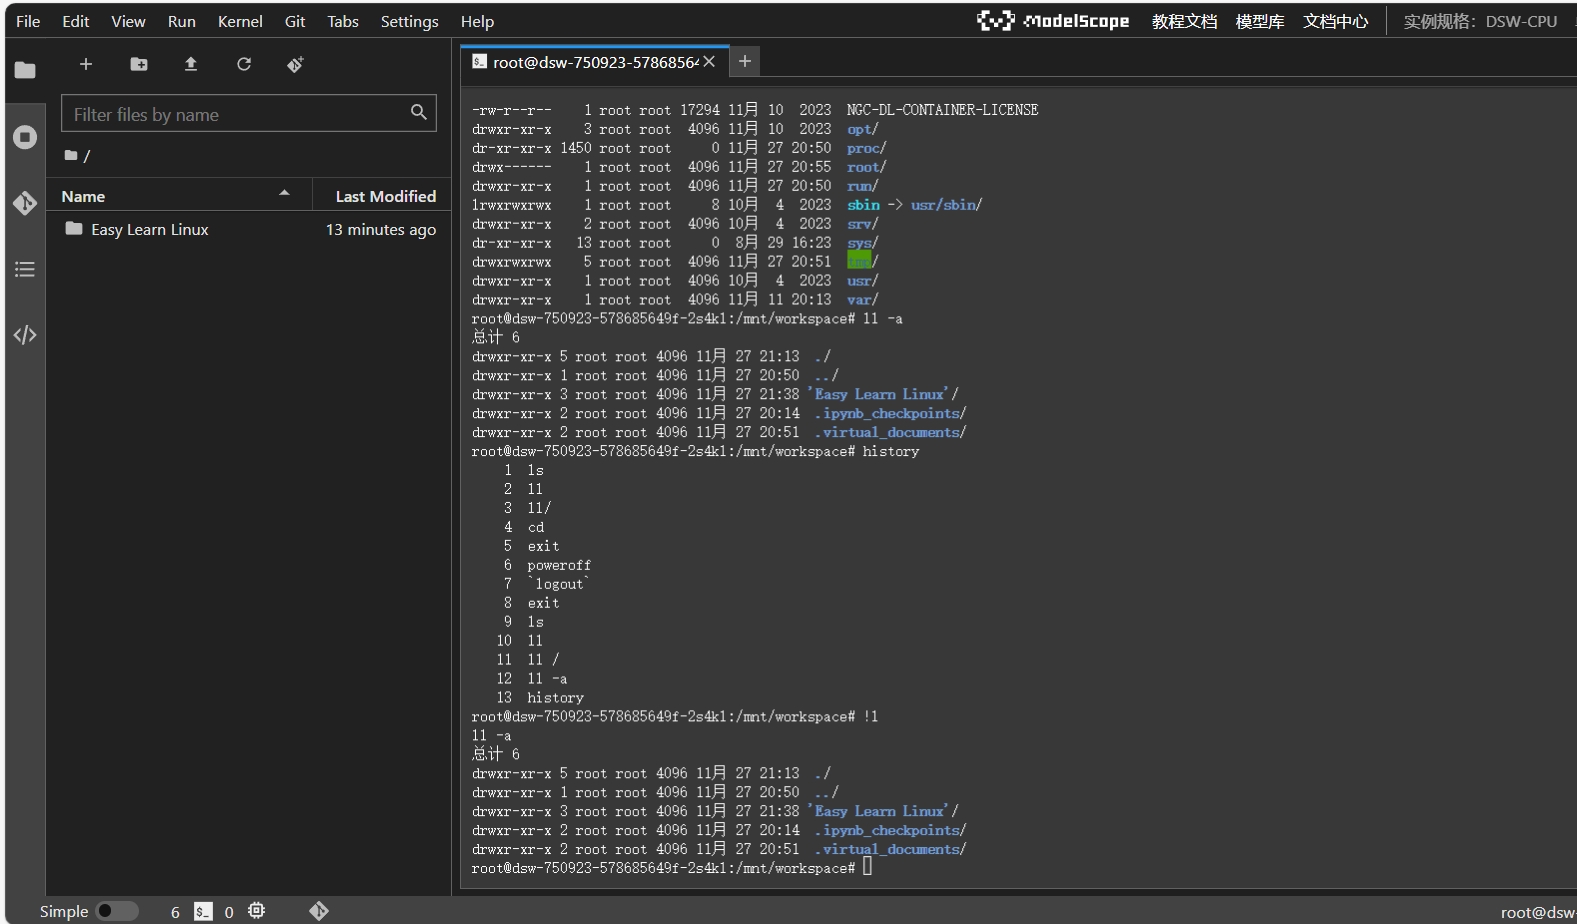 File Edit View Run Kernel Git Tabs Settings Help
ModelScope 教程文档 模型库 文档中心 实例规格: DSW-CPU
root@dsw-750923-5786856
Filter files by name
/
Name Last Modified
Easy Learn Linux 13 minutes ago
-rw-r--r-- 1 root root 17294 11月 10 2023 NGC-DL-CONTAINER-LICENSE
drwxr-xr-x 3 root root 4096 11月 10 2023 opt/
dr-xr-xr-x 1450 root root 0 11月 27 20:50 proc/
drwx------ 1 root root 4096 11月 27 20:55 root/
drwxr-xr-x 1 root root 4096 11月 27 20:50 run/
lrwxrwxrwx 1 root root 8 10月 4 2023 sbin -> usr/sbin/
drwxr-xr-x 2 root root 4096 10月 4 2023 srv/
dr-xr-xr-x 13 root root 0 8月 29 16:23 sys/
drwxrwxrwx 5 root root 4096 11月 27 20:51 tmp/
drwxr-xr-x 1 root root 4096 10月 4 2023 usr/
drwxr-xr-x 1 root root 4096 11月 11 20:13 var/
root@dsw-750923-578685649f-2s4kl:/mnt/workspace# ll -a
总计 6
drwxr-xr-x 5 root root 4096 11月 27 21:13 ./
drwxr-xr-x 1 root root 4096 11月 27 20:50 ../
drwxr-xr-x 3 root root 4096 11月 27 21:38 'Easy Learn Linux'/
drwxr-xr-x 2 root root 4096 11月 27 20:14 .ipynb_checkpoints/
drwxr-xr-x 2 root root 4096 11月 27 20:51 .virtual_documents/
root@dsw-750923-578685649f-2s4kl:/mnt/workspace# history
1 ls
2 ll
3 ll/
4 cd
5 exit
6 poweroff
7 `logout`
8 exit
9 ls
10 ll
11 ll /
12 ll -a
13 history
root@dsw-750923-578685649f-2s4kl:/mnt/workspace# !l
ll -a
总计 6
drwxr-xr-x 5 root root 4096 11月 27 21:13 ./
drwxr-xr-x 1 root root 4096 11月 27 20:50 ../
drwxr-xr-x 3 root root 4096 11月 27 21:38 'Easy Learn Linux'/
drwxr-xr-x 2 root root 4096 11月 27 20:14 .ipynb_checkpoints/
drwxr-xr-x 2 root root 4096 11月 27 20:51 .virtual_documents/
root@dsw-750923-578685649f-2s4kl:/mnt/workspace#
Simple 6 $_ 0
root@dsw